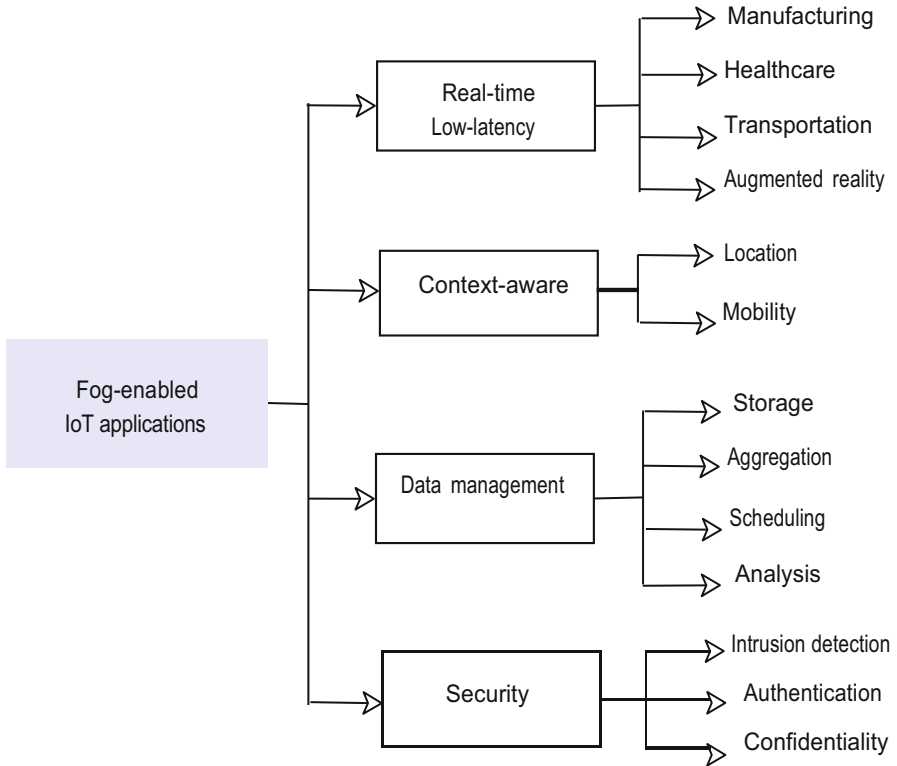 Fog-enabled
IoT applications
Real-time
Low-latency
Manufacturing
Healthcare
Transportation
Augmented reality
Context-aware
Location
Mobility
Data management
Storage
Aggregation
Scheduling
Analysis
Security
Intrusion detection
Authentication
Confidentiality